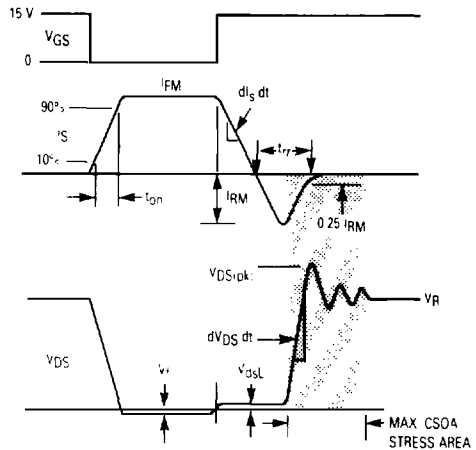 15 V
VGS
0
IFM
dIS dt
90%
IS
10%
trr
ton
IRM
0.25 IRM
VDS(pk)
VR
dVDS dt
VDS
Vf
VdsL
MAX CSOA
STRESS AREA